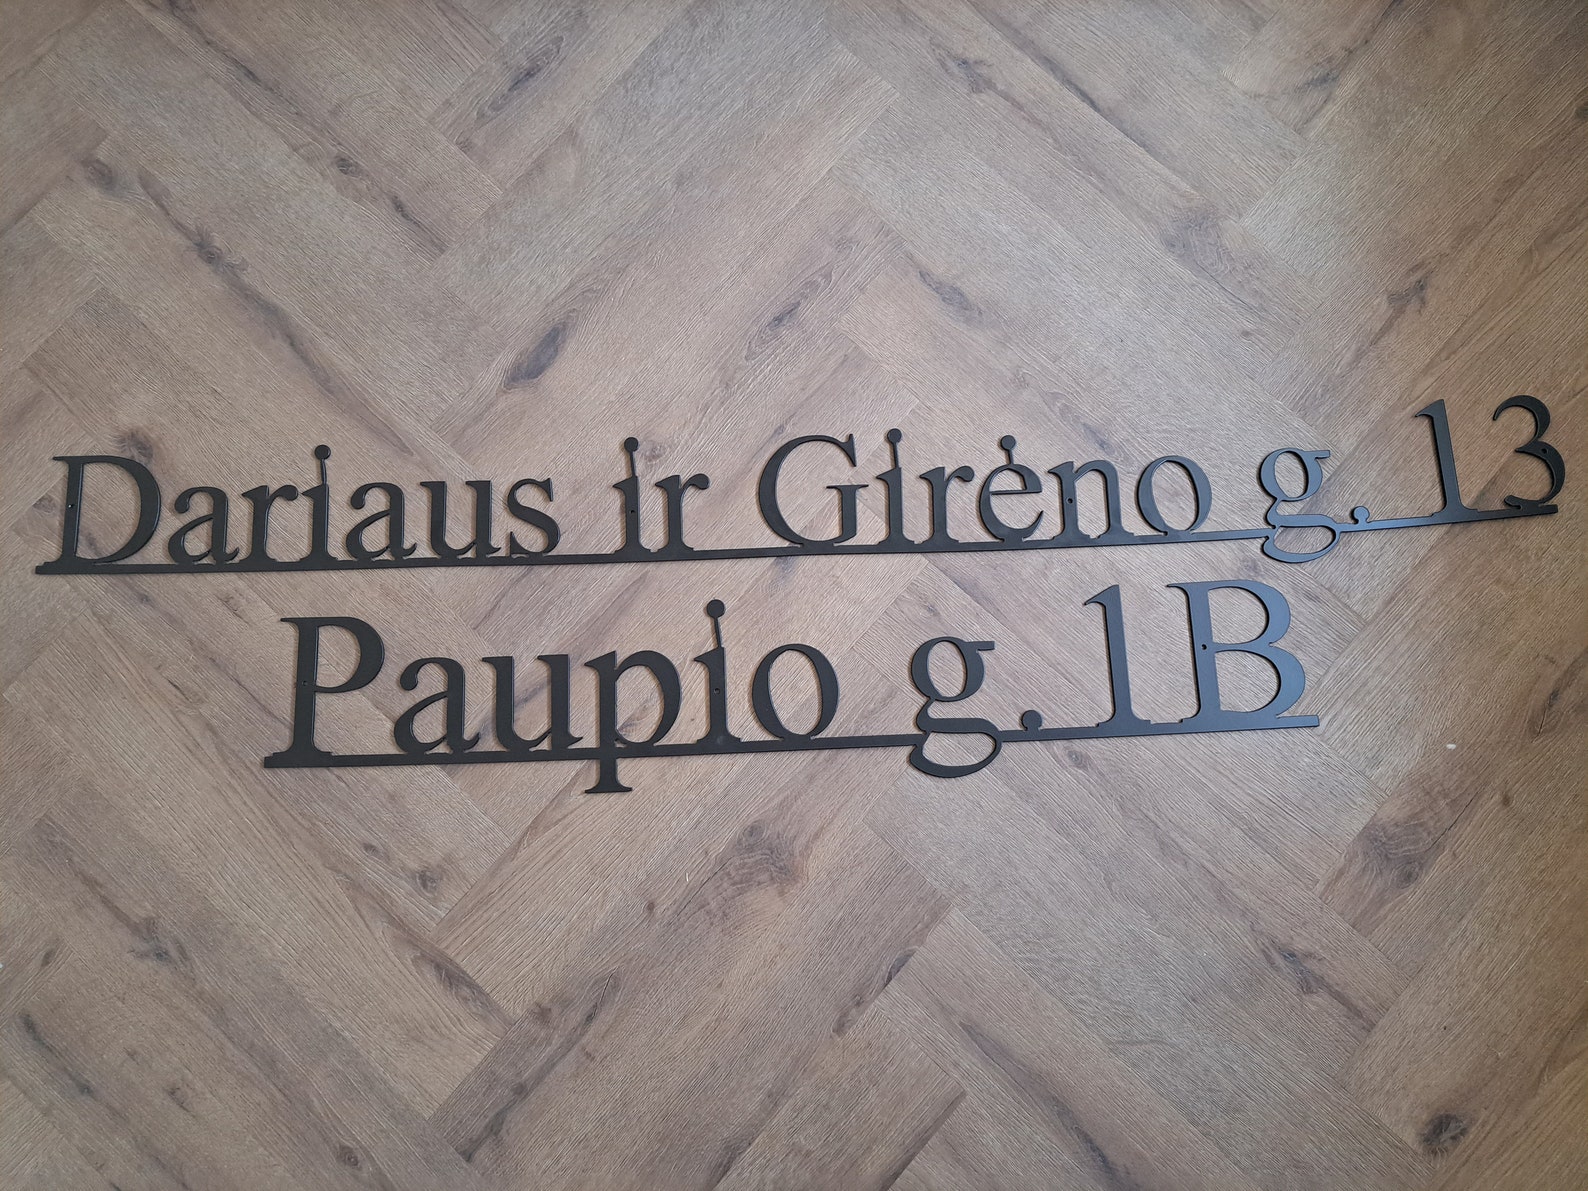 Dariaus ir Girėno g. 13
Paupio g. 1B